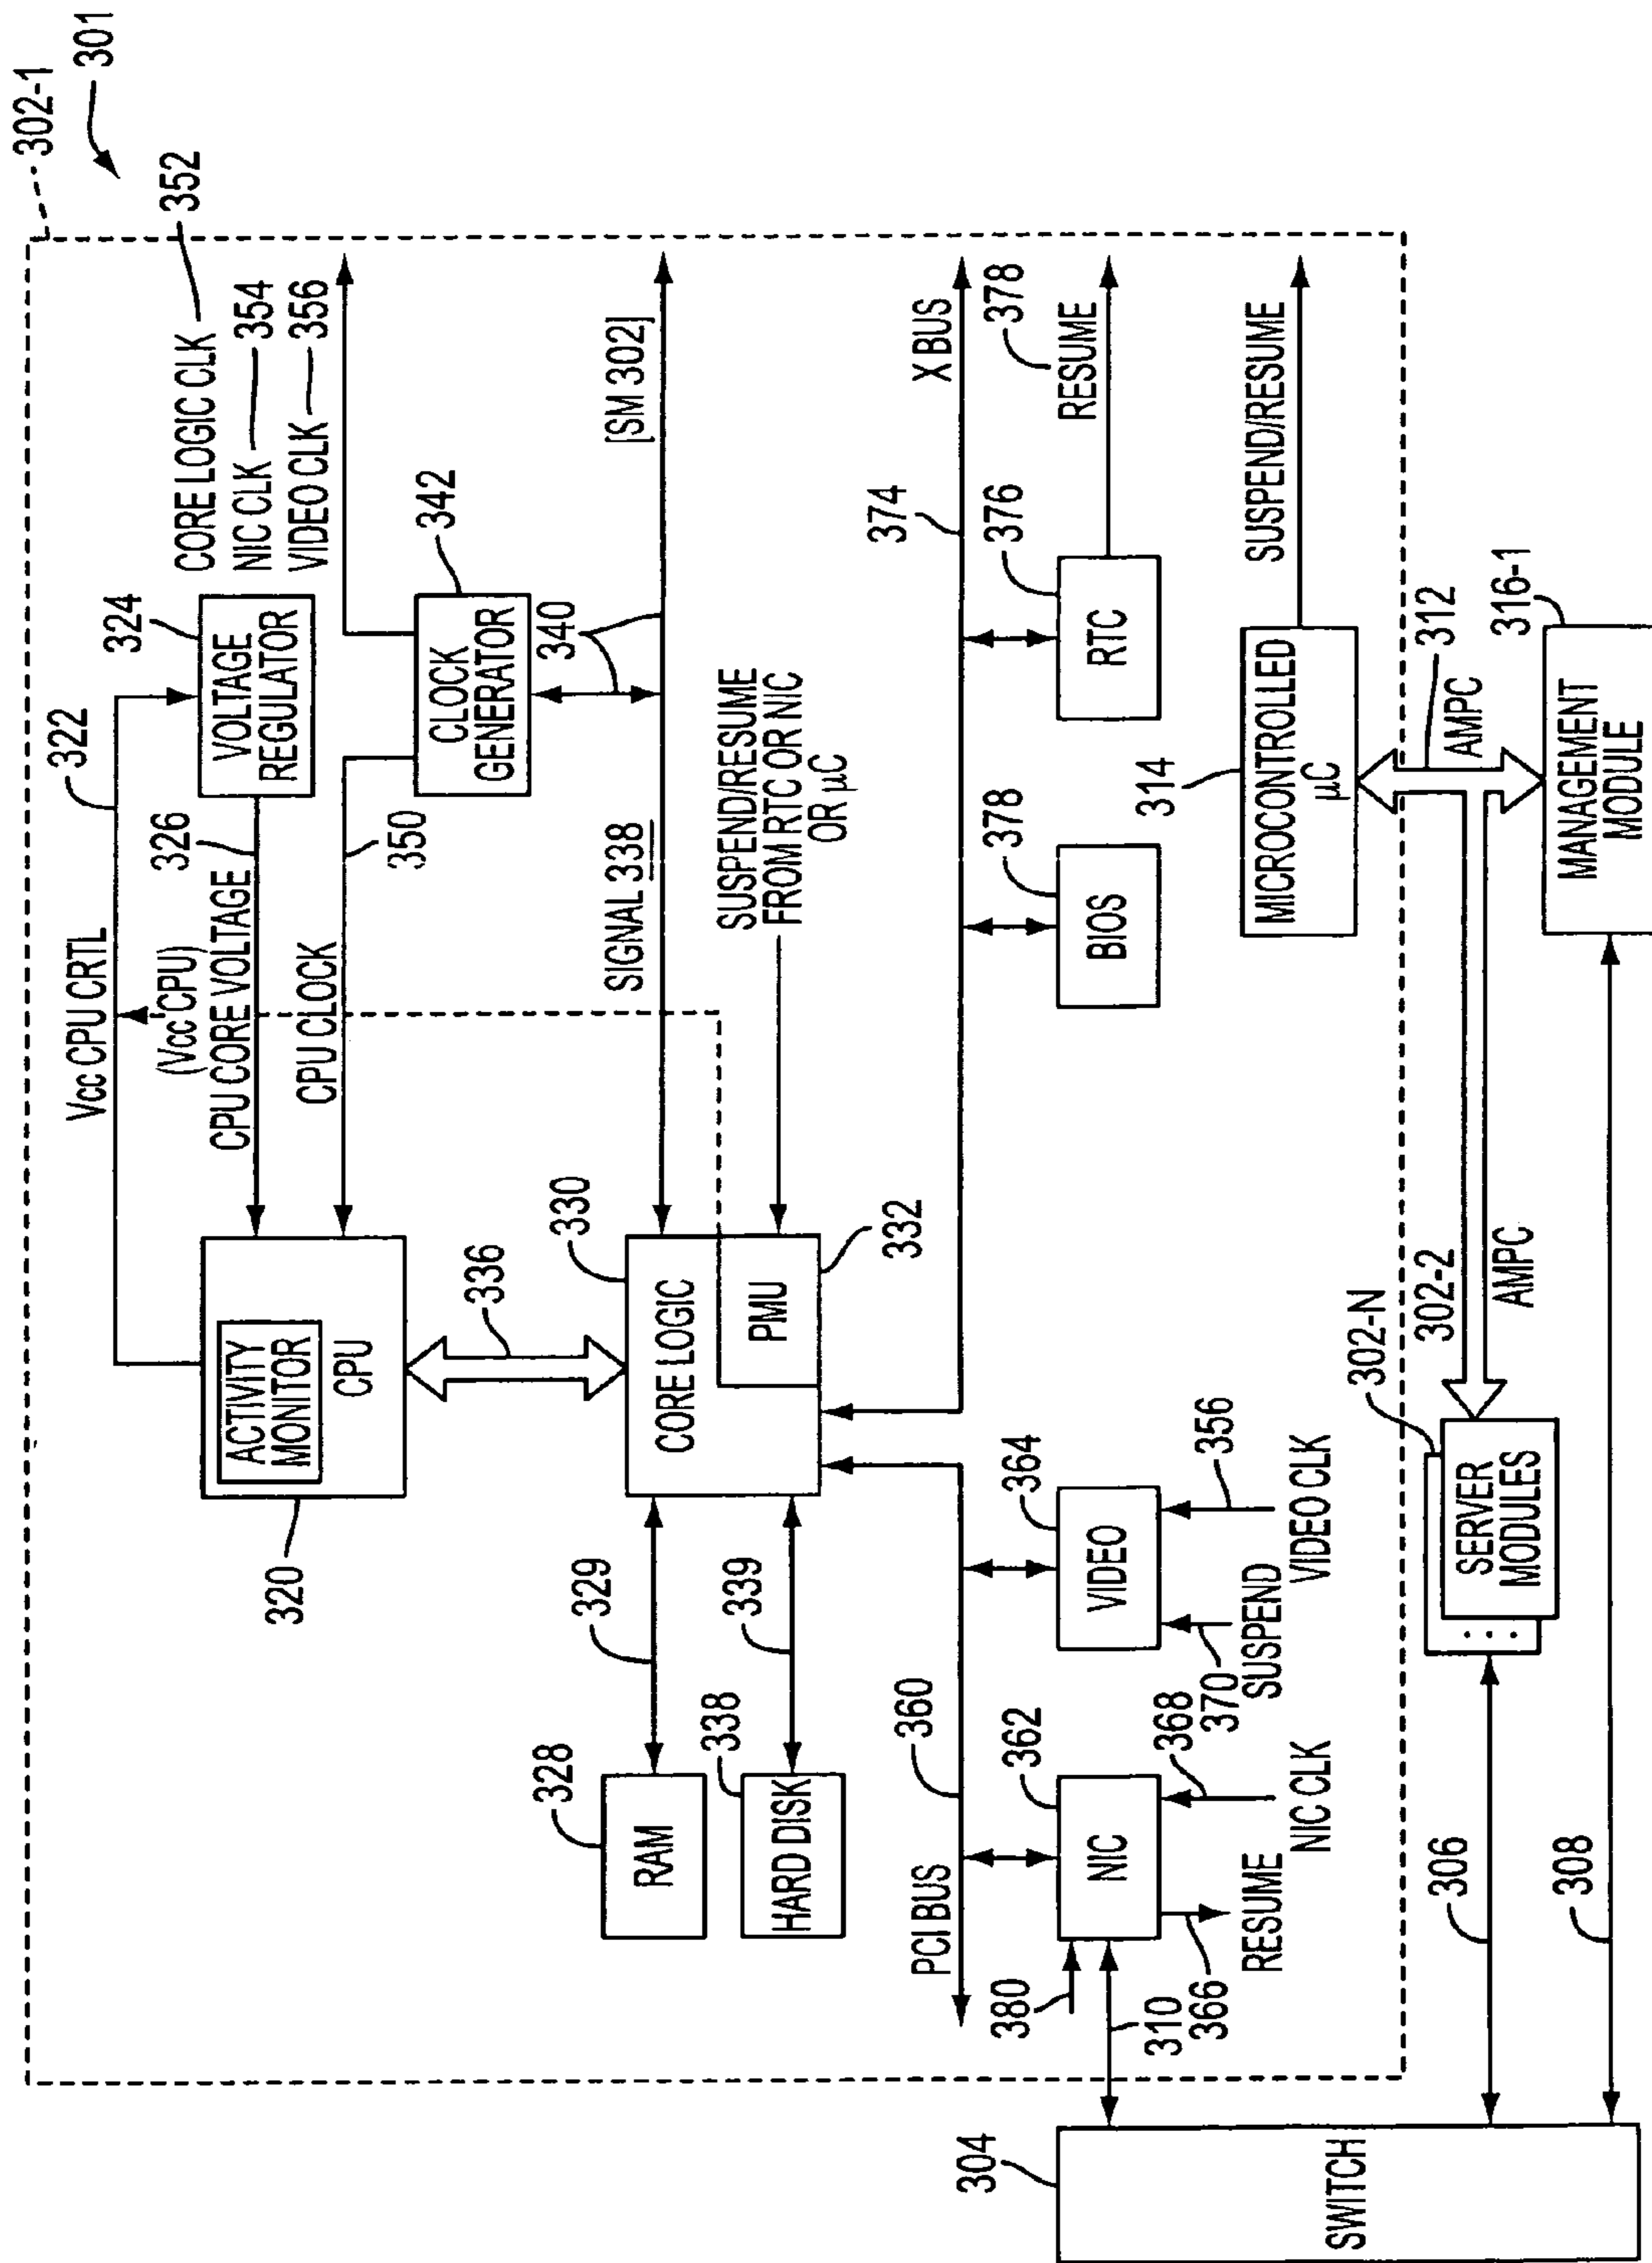 302-1
301
322
Vcc CPU CRTL
324
VOLTAGE
REGULATOR
326
(Vcc CPU)
CPU CORE VOLTAGE
CORE LOGIC CLK
352
NIC CLK
354
VIDEO CLK
356
350
CPU CLOCK
342
CLOCK
GENERATOR
340
ACTIVITY
MONITOR
CPU
320
336
SIGNAL 338
[SM 302]
330
CORE LOGIC
PMU
332
SUSPEND/RESUME
FROM RTC OR NIC
OR µC
328
RAM
329
338
HARD DISK
339
PCI BUS
360
374
X BUS
362
NIC
364
VIDEO
378
BIOS
376
RTC
378
RESUME
380
310
366
RESUME
368
NIC CLK
370
SUSPEND
356
VIDEO CLK
314
MICROCONTROLLED
µC
SUSPEND/RESUME
304
SWITCH
306
308
302-N
302-2
SERVER
MODULES
...
AMPC
312
AMPC
316-1
MANAGEMENT
MODULE